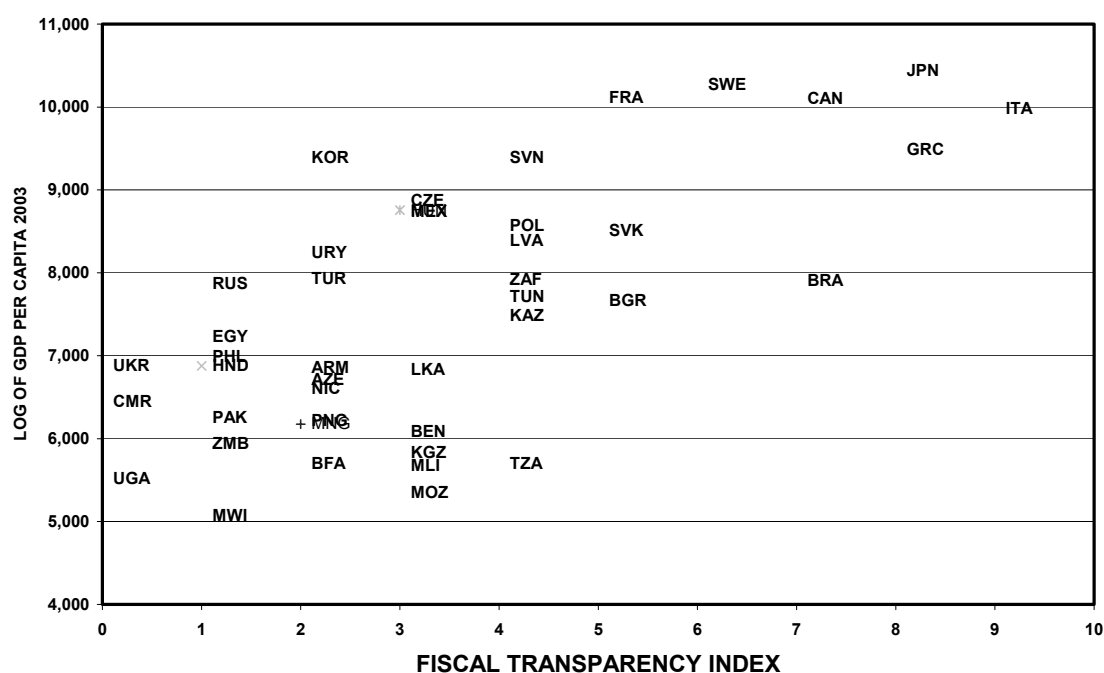 11,000
JPN
SWE
FRA
CAN
10,000
ITA
GRC
KOR
SVN
9,000
CZE
MEX
POL
SVK
LVA
URY
8,000
ZAF
TUR
BRA
RUS
TUN
BGR
KAZ
EGY
7,000
PHL
UKR
HND
ARM
LKA
AZE
NIC
CMR
PAK
PNG
MNG
BEN
6,000
ZMB
KGZ
BFA
MLI
TZA
UGA
MOZ
MWI
5,000
4,000
0 1 2 3 4 5 6 7 8 9 10
LOG OF GDP PER CAPITA 2003
FISCAL TRANSPARENCY INDEX